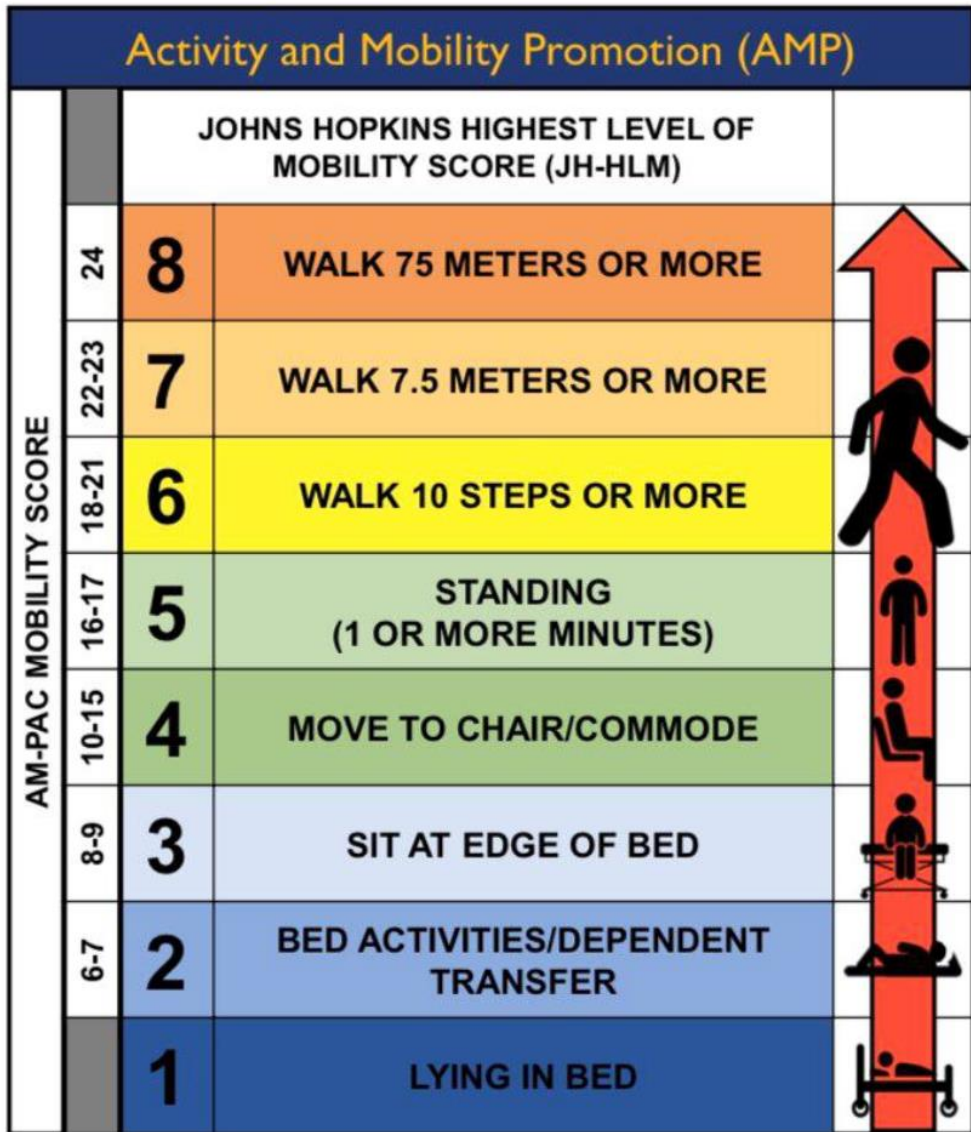 Activity and Mobility Promotion (AMP)
JOHNS HOPKINS HIGHEST LEVEL OF
MOBILITY SCORE (JH-HLM)
AM-PAC MOBILITY SCORE
24
8
WALK 75 METERS OR MORE
22-23
7
WALK 7.5 METERS OR MORE
18-21
6
WALK 10 STEPS OR MORE
16-17
5
STANDING
(1 OR MORE MINUTES)
10-15
4
MOVE TO CHAIR/COMMODE
8-9
3
SIT AT EDGE OF BED
6-7
2
BED ACTIVITIES/DEPENDENT
TRANSFER
1
LYING IN BED